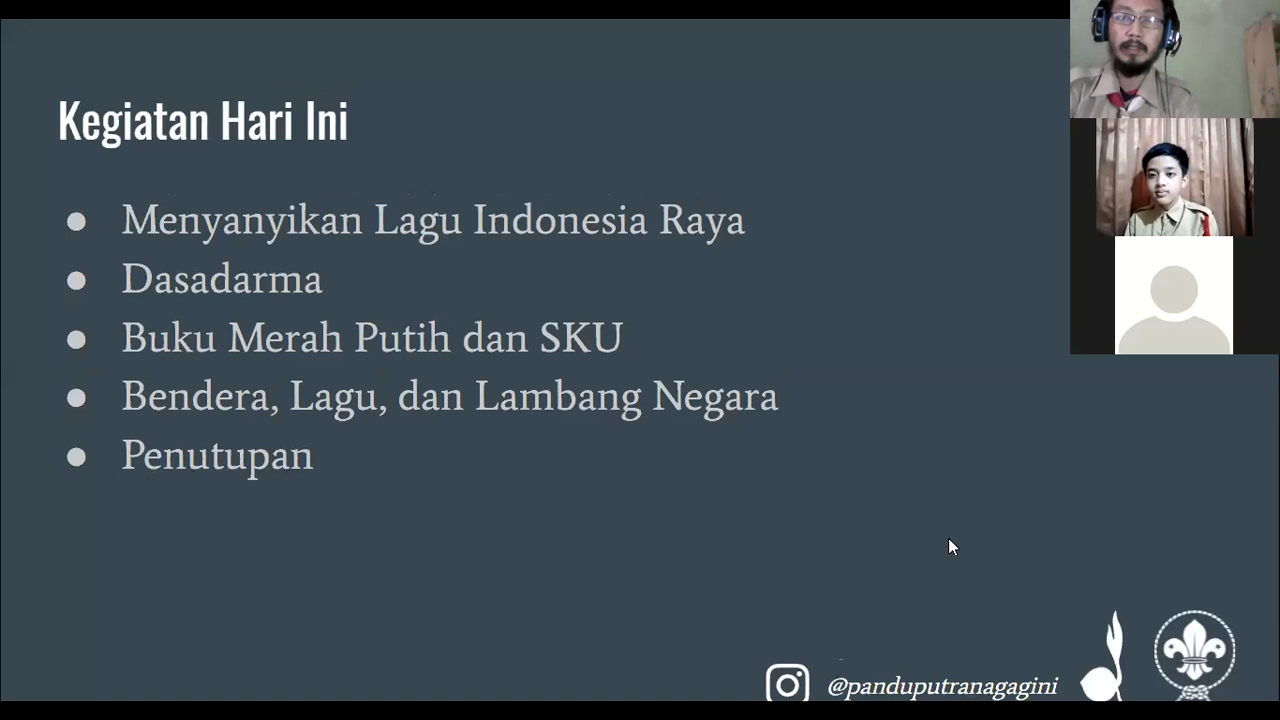 Kegiatan Hari Ini
● Menyanyikan Lagu Indonesia Raya
● Dasadarma
● Buku Merah Putih dan SKU
● Bendera, Lagu, dan Lambang Negara
● Penutupan
@panduputranagagini